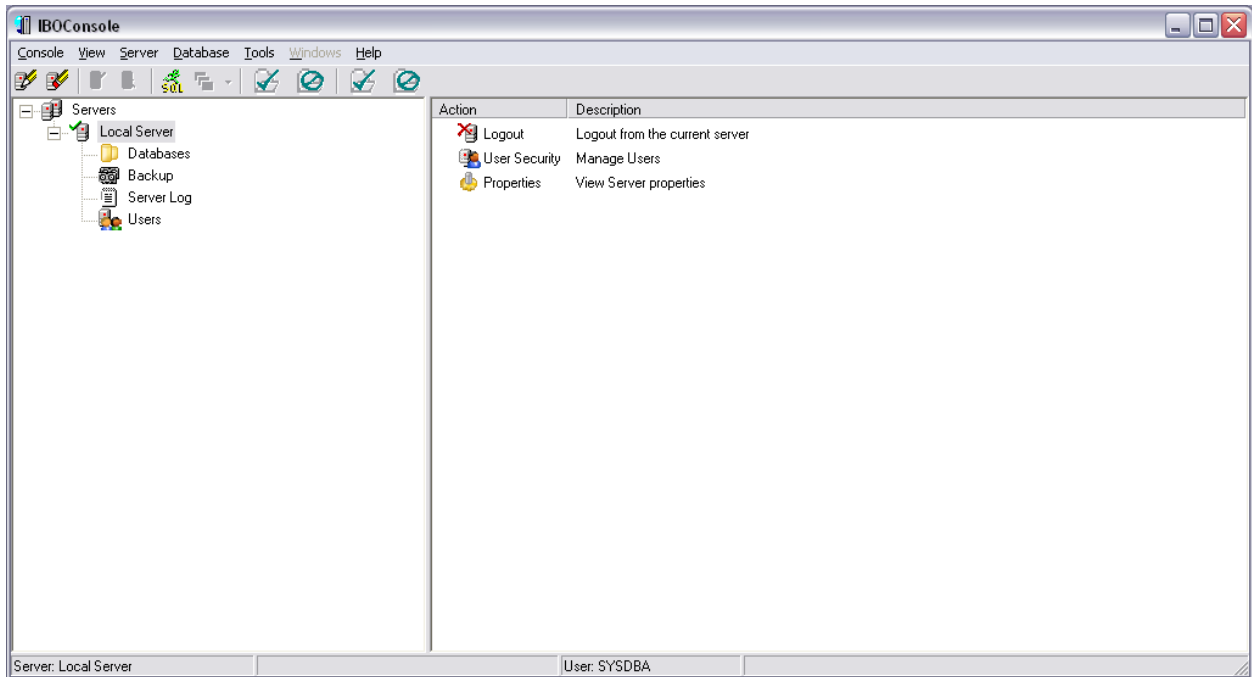 IBOConsole
Console View Server Database Tools Windows Help
SQL
Servers
Local Server
Databases
Backup
Server Log
Users
Action Description
Logout Logout from the current server
User Security Manage Users
Properties View Server properties
Server: Local Server User: SYSDBA